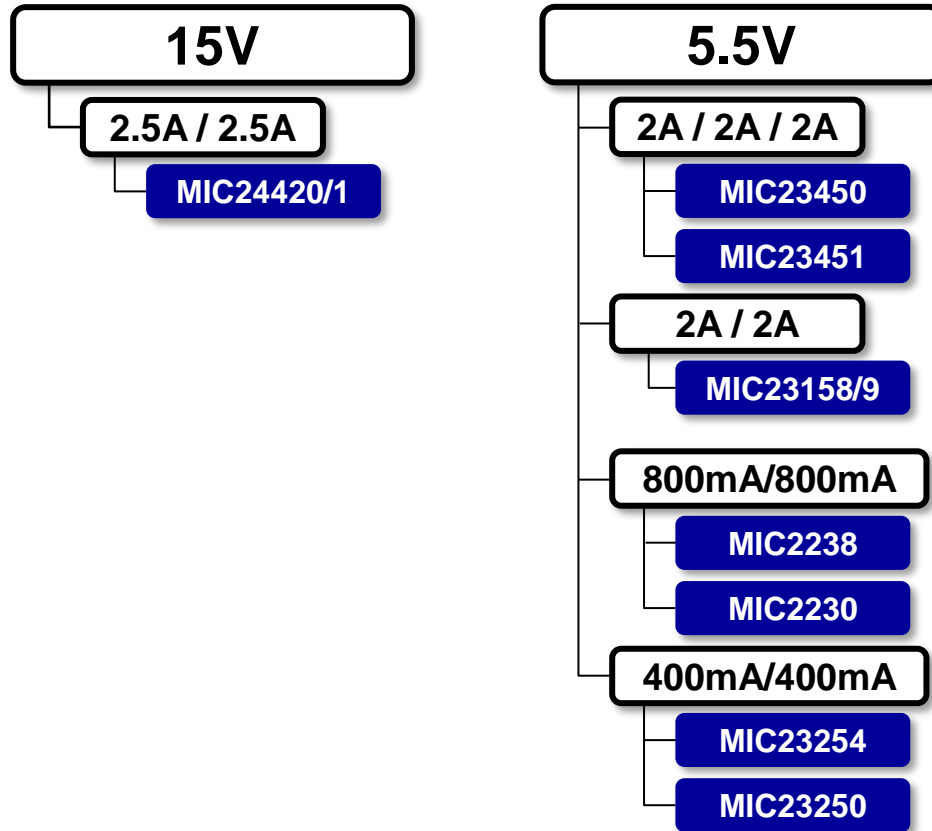 15V
2.5A / 2.5A
MIC24420/1
5.5V
2A / 2A / 2A
MIC23450
MIC23451
2A / 2A
MIC23158/9
800mA/800mA
MIC2238
MIC2230
400mA/400mA
MIC23254
MIC23250